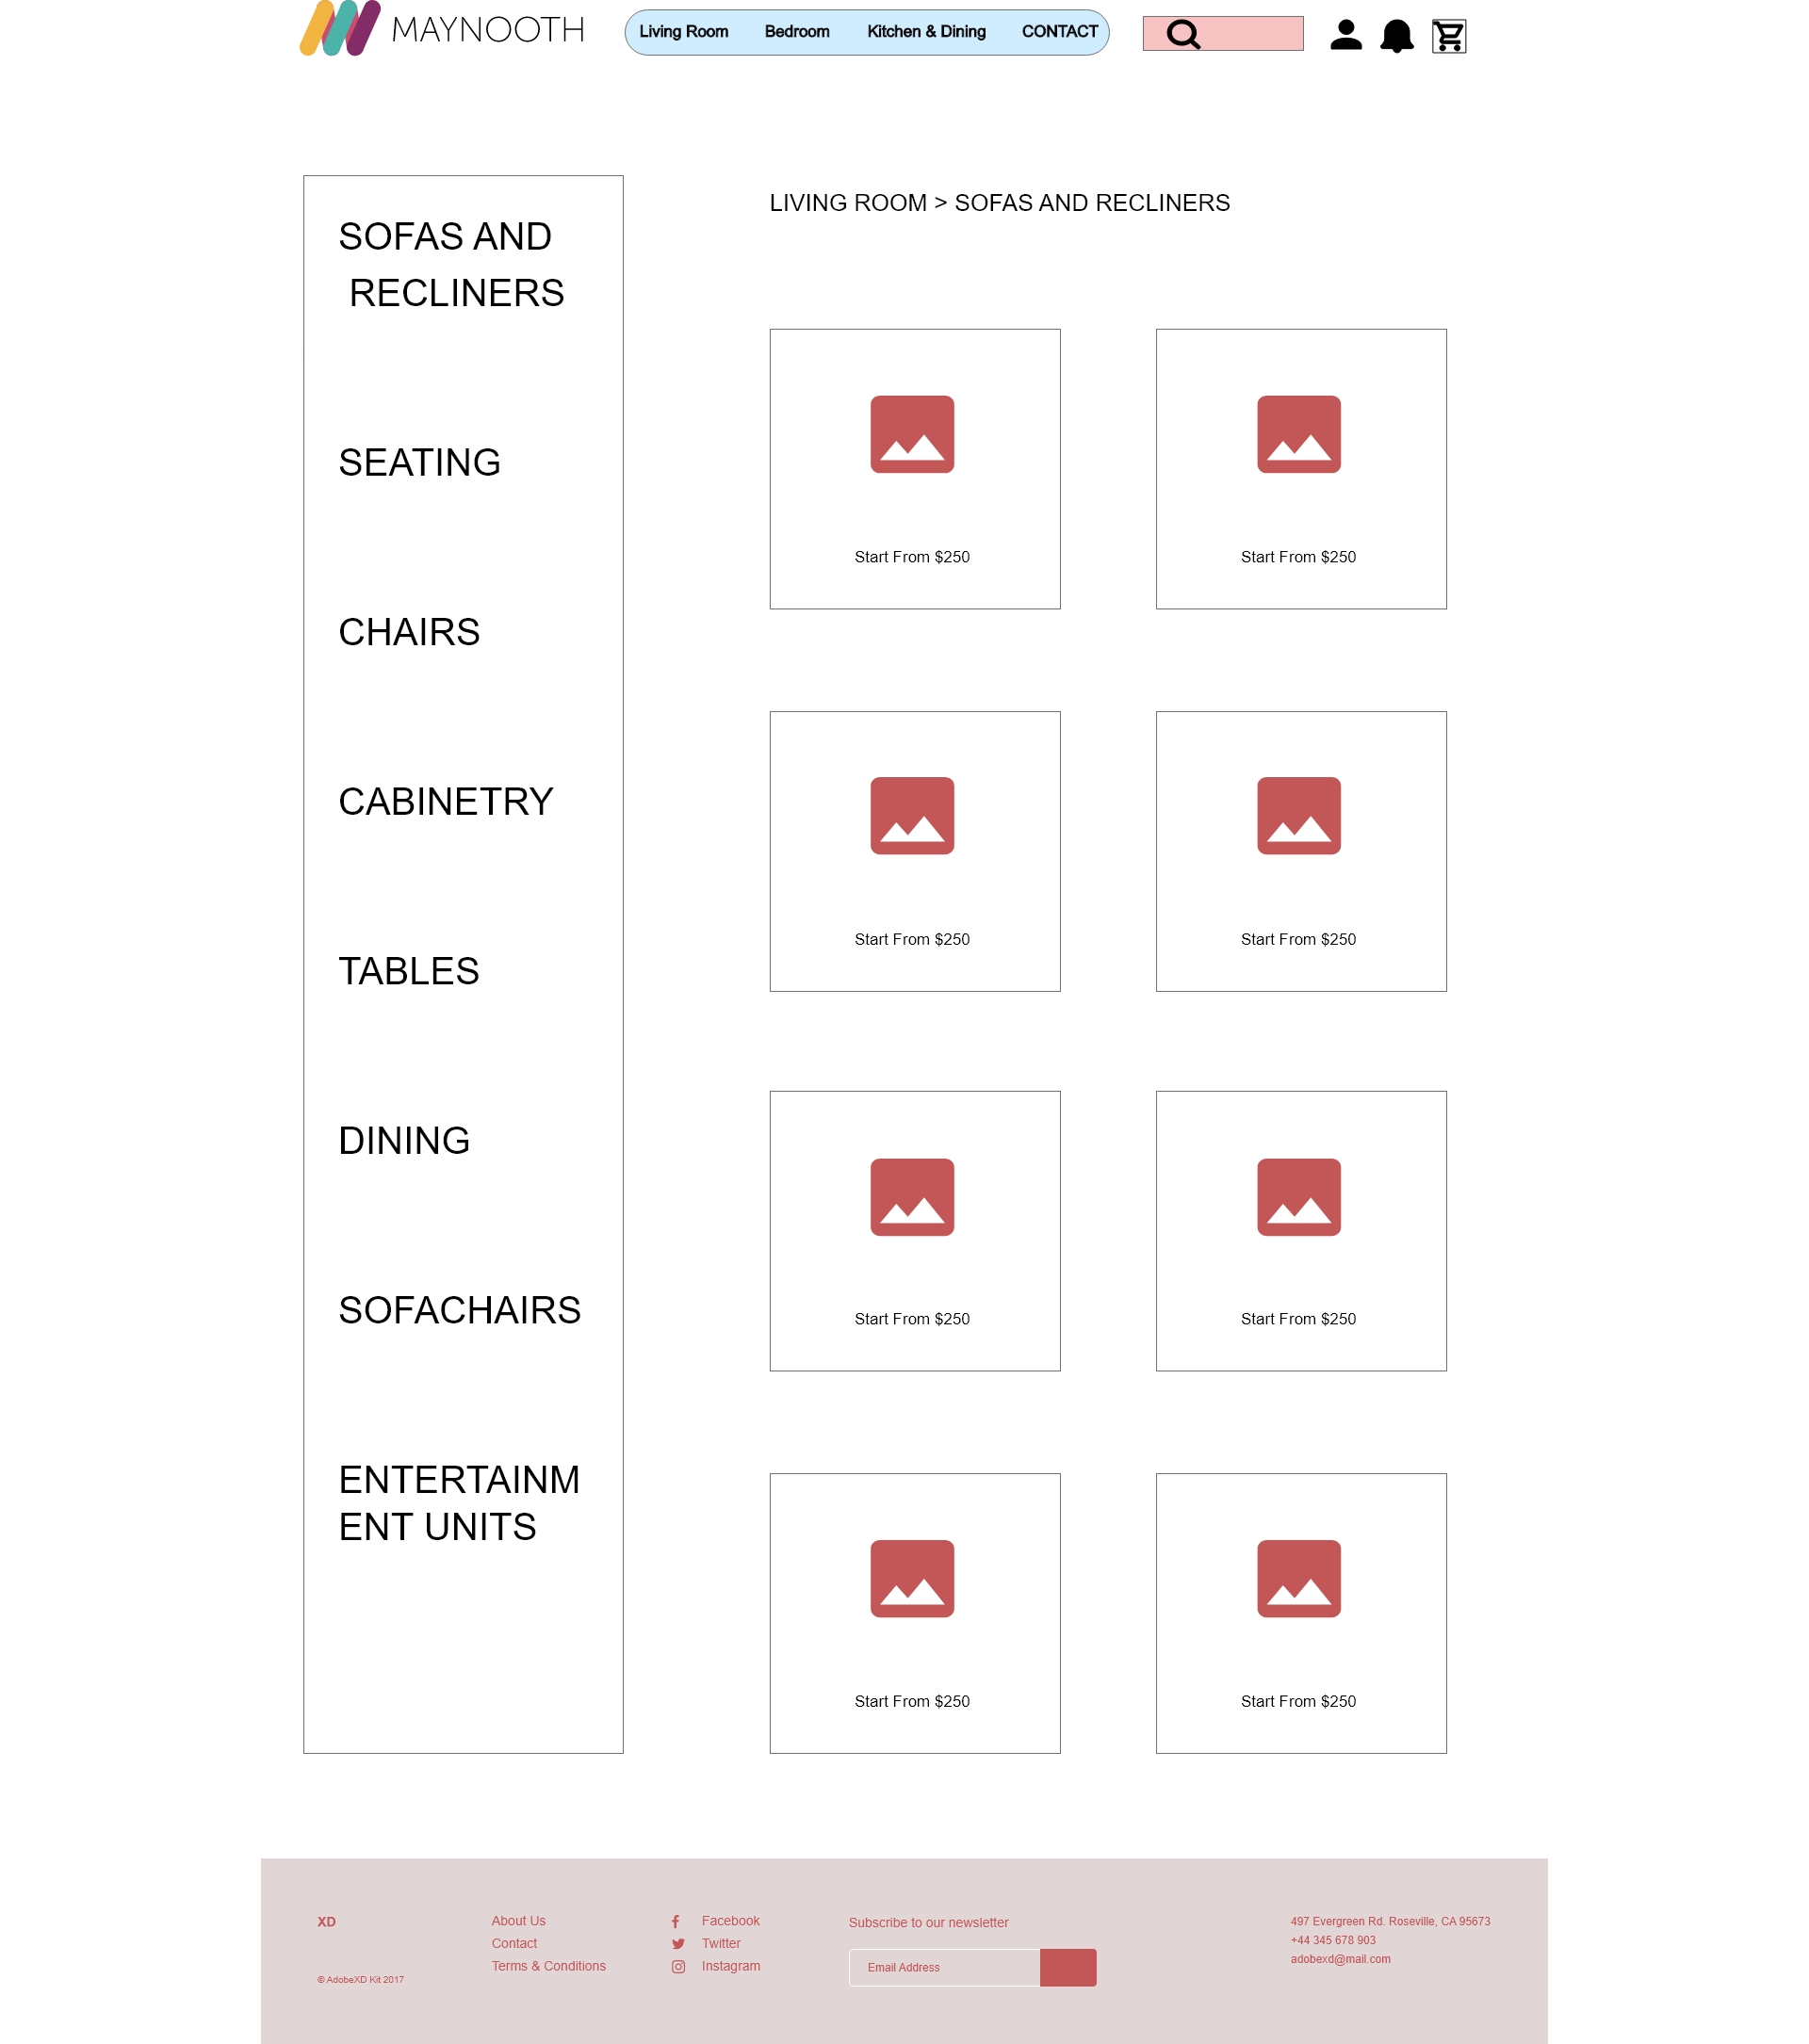 MAYNOOTH
Living Room
Bedroom
Kitchen & Dining
CONTACT
SOFAS AND
RECLINERS
SEATING
CHAIRS
CABINETRY
TABLES
DINING
SOFACHAIRS
ENTERTAINM
ENT UNITS
LIVING ROOM > SOFAS AND RECLINERS
Start From $250
Start From $250
Start From $250
Start From $250
Start From $250
Start From $250
Start From $250
Start From $250
XD
© AdobeXD Kit 2017
About Us
Contact
Terms & Conditions
Facebook
Twitter
Instagram
Subscribe to our newsletter
Email Address
497 Evergreen Rd. Roseville, CA 95673
+44 345 678 903
adobexd@mail.com